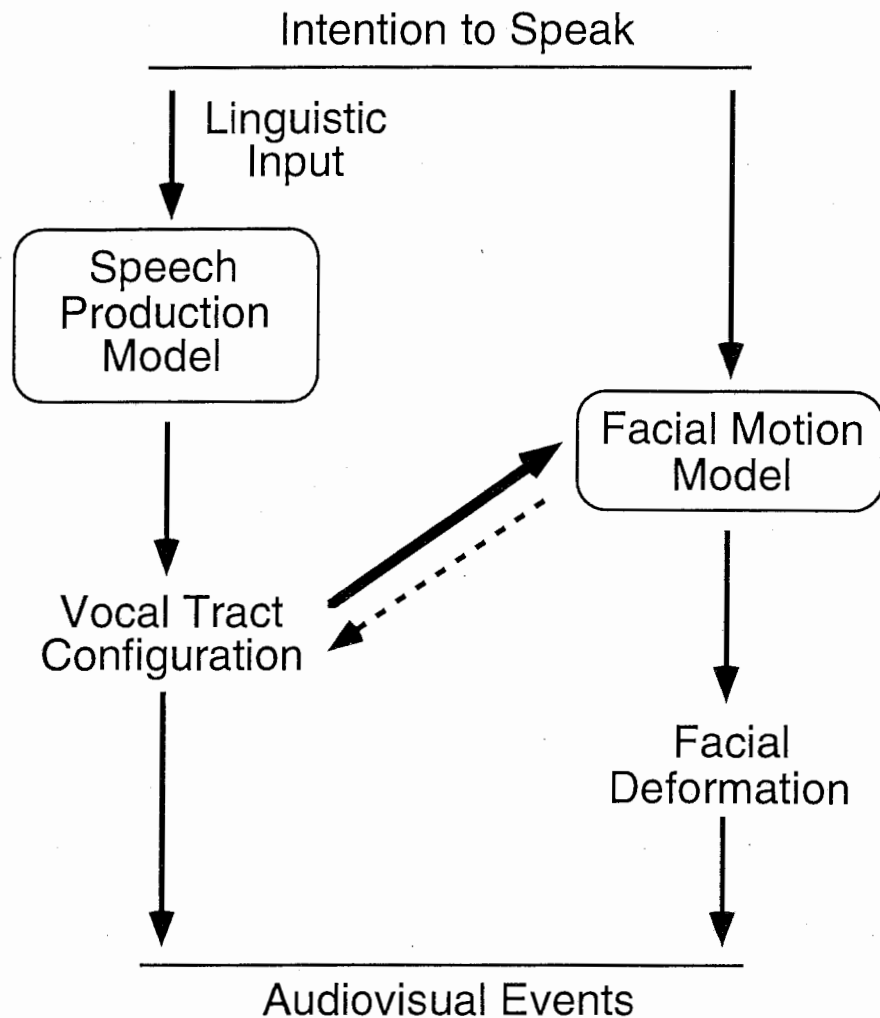 Intention to Speak
Linguistic
Input
Speech
Production
Model
Facial Motion
Model
Vocal Tract
Configuration
Facial
Deformation
Audiovisual Events